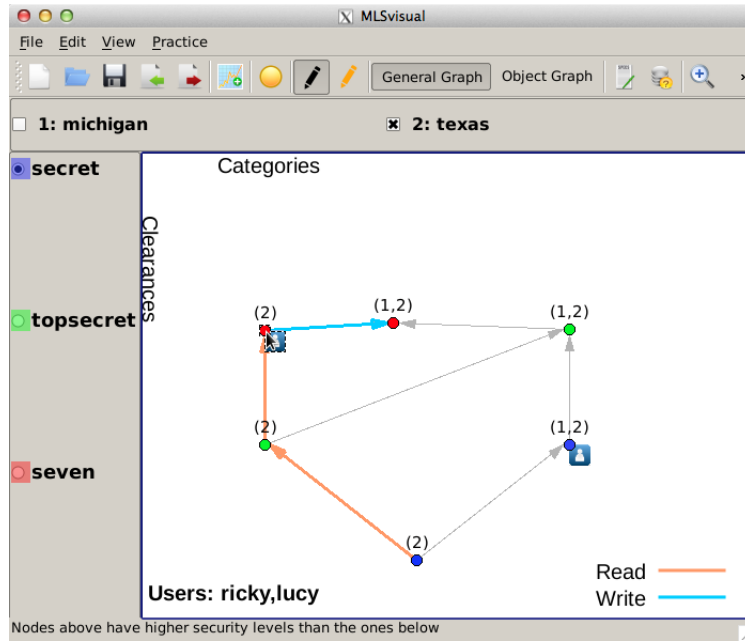 MLSvisual
File Edit View Practice
General Graph Object Graph »
1: michigan 2: texas
secret
topsecret
seven
Categories
Clearances
(2) (1,2) (1,2)
(2) (1,2)
(2)
Users: ricky,lucy
Read
Write
Nodes above have higher security levels than the ones below